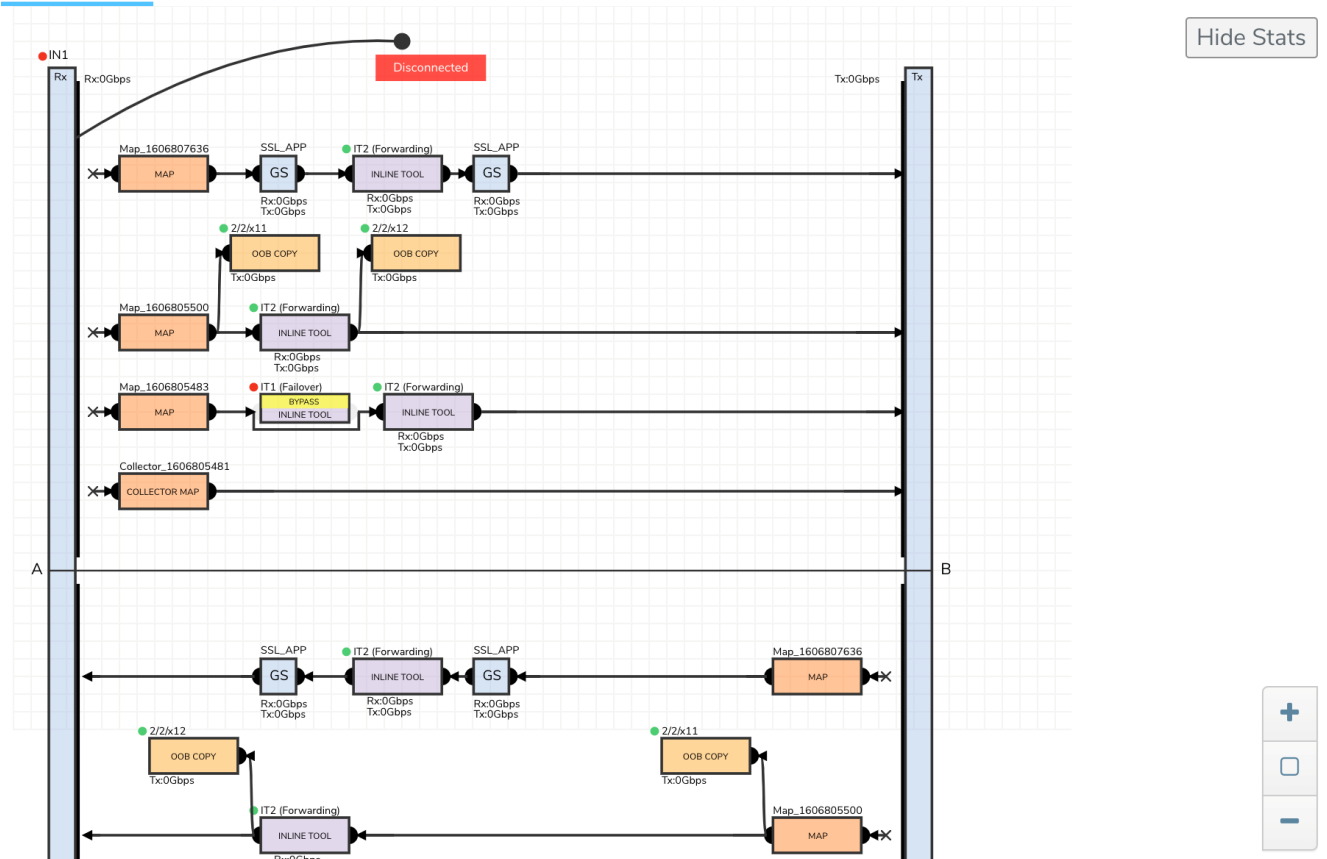 Hide Stats
IN1
Disconnected
Rx
Rx:0Gbps
Tx:0Gbps
Tx
Map_1606807636
SSL_APP
IT2 (Forwarding)
SSL_APP
MAP
GS
INLINE TOOL
GS
Rx:0Gbps
Tx:0Gbps
Rx:0Gbps
Tx:0Gbps
Rx:0Gbps
Tx:0Gbps
2/2/x11
2/2/x12
OOB COPY
OOB COPY
Tx:0Gbps
Tx:0Gbps
Map_1606805500
IT2 (Forwarding)
MAP
INLINE TOOL
Rx:0Gbps
Tx:0Gbps
Map_1606805483
IT1 (Failover)
IT2 (Forwarding)
MAP
BYPASS
INLINE TOOL
INLINE TOOL
Rx:0Gbps
Tx:0Gbps
Collector_1606805481
COLLECTOR MAP
A
B
SSL_APP
IT2 (Forwarding)
SSL_APP
Map_1606807636
GS
INLINE TOOL
GS
MAP
Rx:0Gbps
Tx:0Gbps
Rx:0Gbps
Tx:0Gbps
Rx:0Gbps
Tx:0Gbps
2/2/x12
2/2/x11
OOB COPY
OOB COPY
Tx:0Gbps
Tx:0Gbps
IT2 (Forwarding)
Map_1606805500
INLINE TOOL
MAP